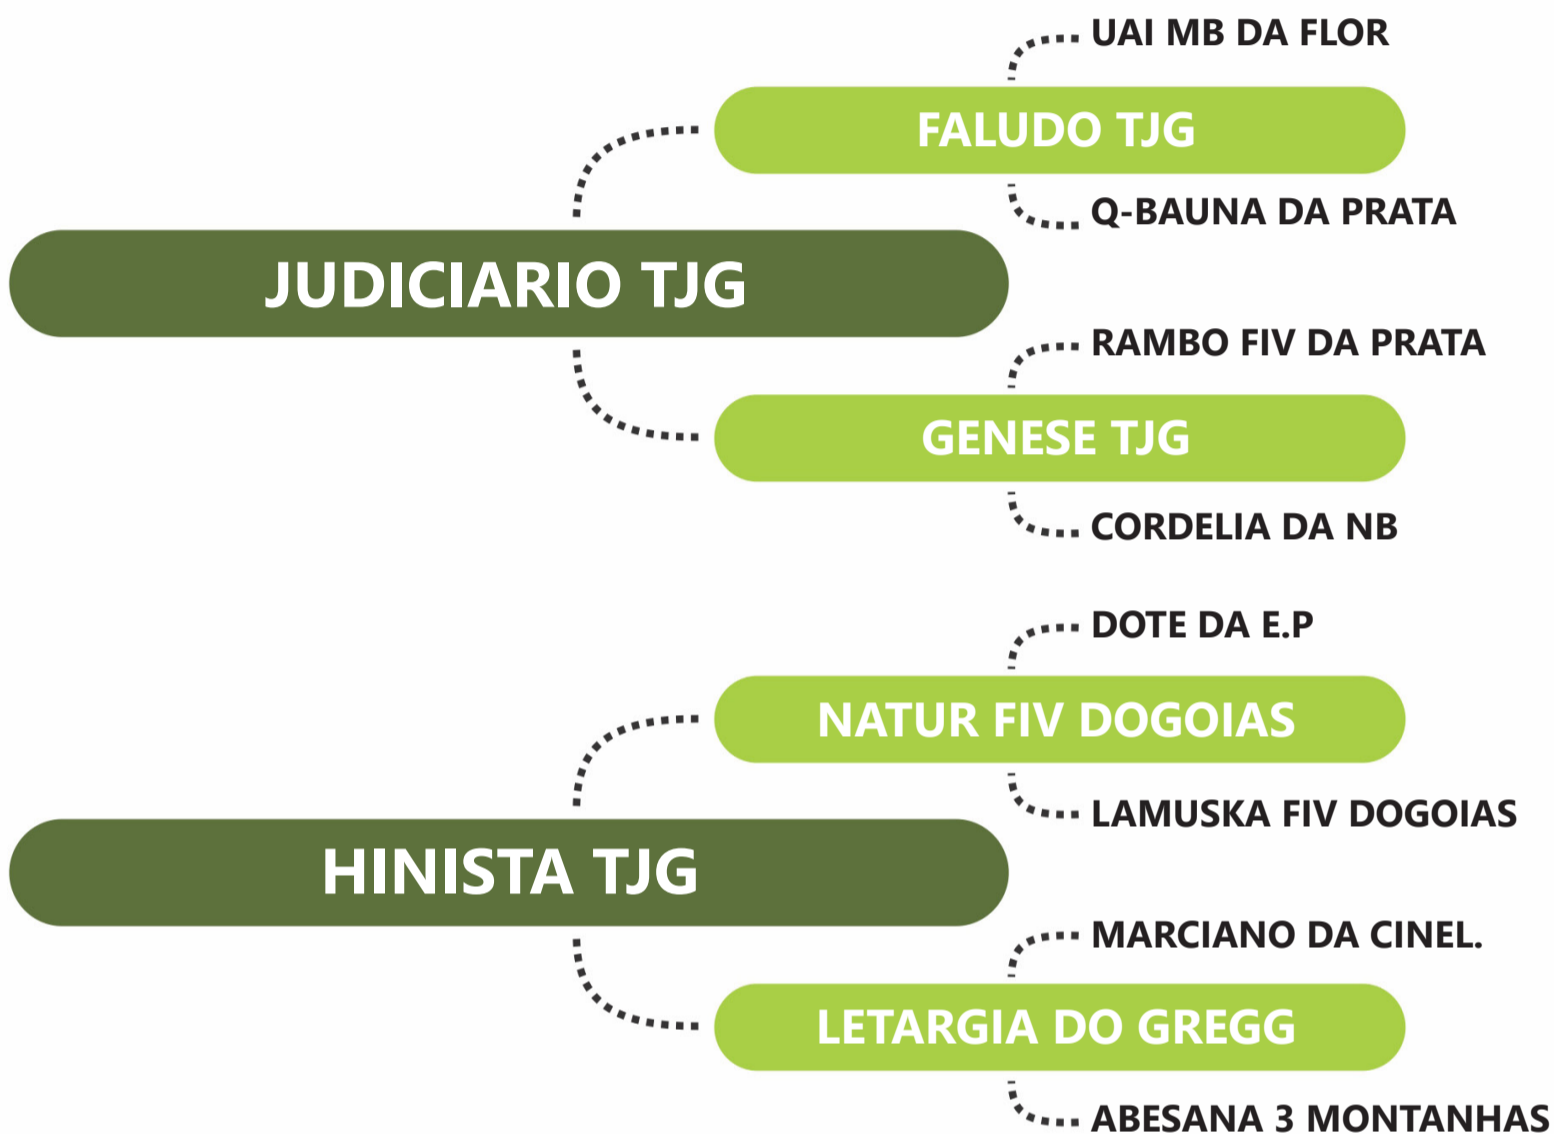 UAI MB DA FLOR
FALUDO TJG
Q-BAUNA DA PRATA
JUDICIARIO TJG
RAMBO FIV DA PRATA
GENESE TJG
CORDELIA DA NB
DOTE DA E.P
NATUR FIV DOGOIAS
LAMUSKA FIV DOGOIAS
HINISTA TJG
MARCIANO DA CINEL.
LETARGIA DO GREGG
ABESANA 3 MONTANHAS